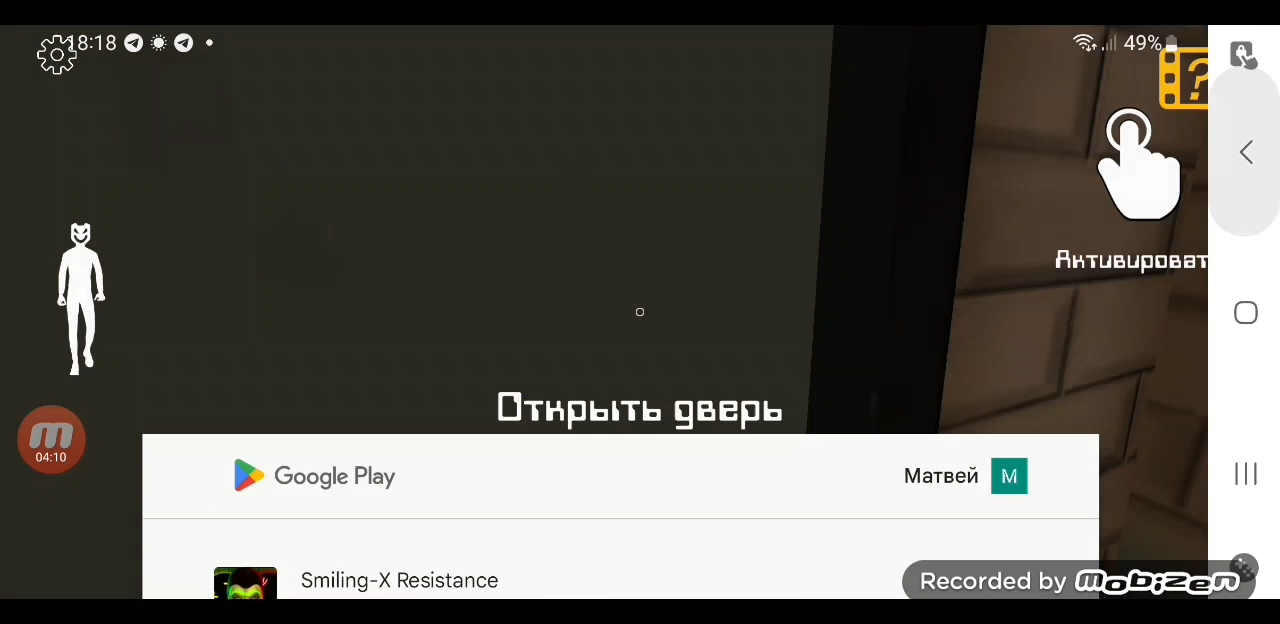 18:18
49%
Активироват
Открыть дверь
04:10
Google Play
Матвей
M
Smiling-X Resistance
Recorded by mobizen